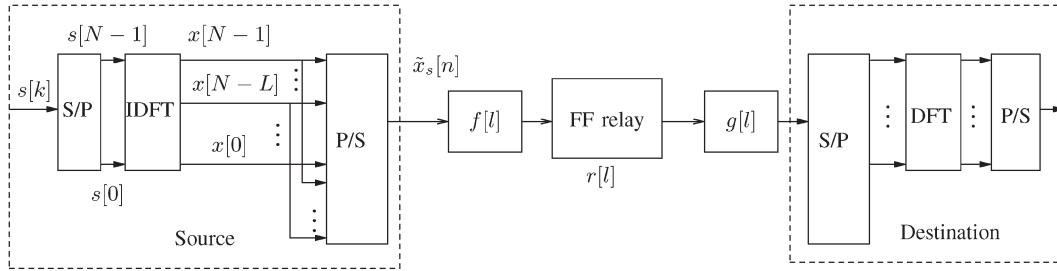 s[N − 1]
x[N − 1]
s[k]
S/P
IDFT
x[N − L]
x[0]
s[0]
P/S
Source
x̃ₛ[n]
f[l]
FF relay
r[l]
g[l]
S/P
DFT
P/S
Destination